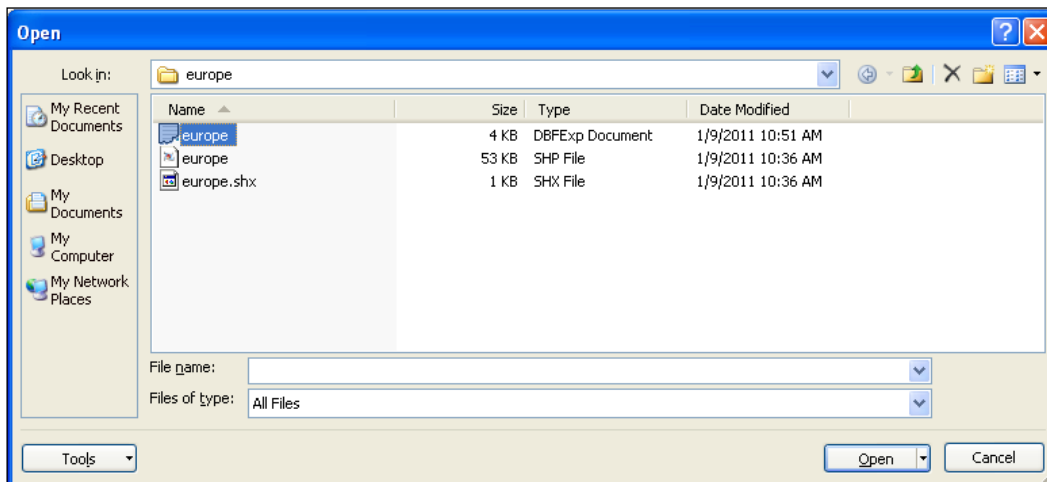 Open
Look in:
europe
My Recent
Documents
Desktop
My
Documents
My
Computer
My Network
Places
Name Size Type Date Modified
europe 4 KB DBFExp Document 1/9/2011 10:51 AM
europe 53 KB SHP File 1/9/2011 10:36 AM
europe.shx 1 KB SHX File 1/9/2011 10:36 AM
File name:
Files of type: All Files
Tools Open Cancel